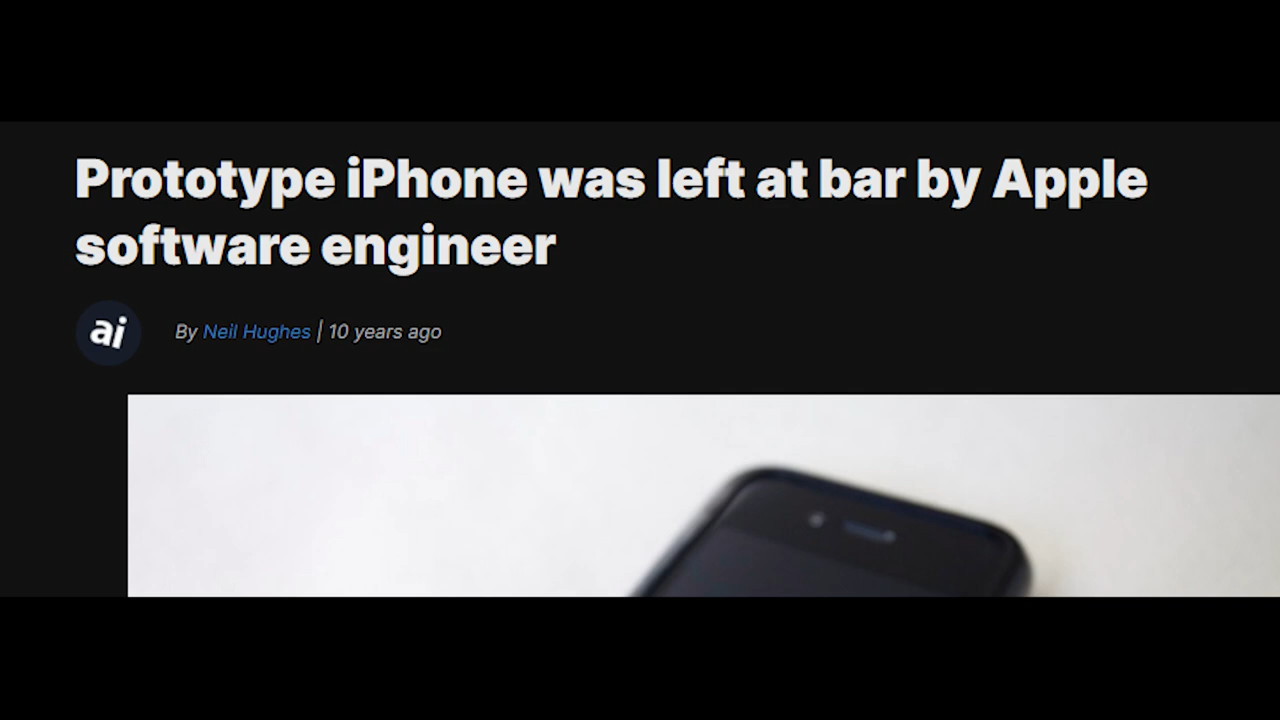 Prototype iPhone was left at bar by Apple
software engineer
ai
By Neil Hughes | 10 years ago